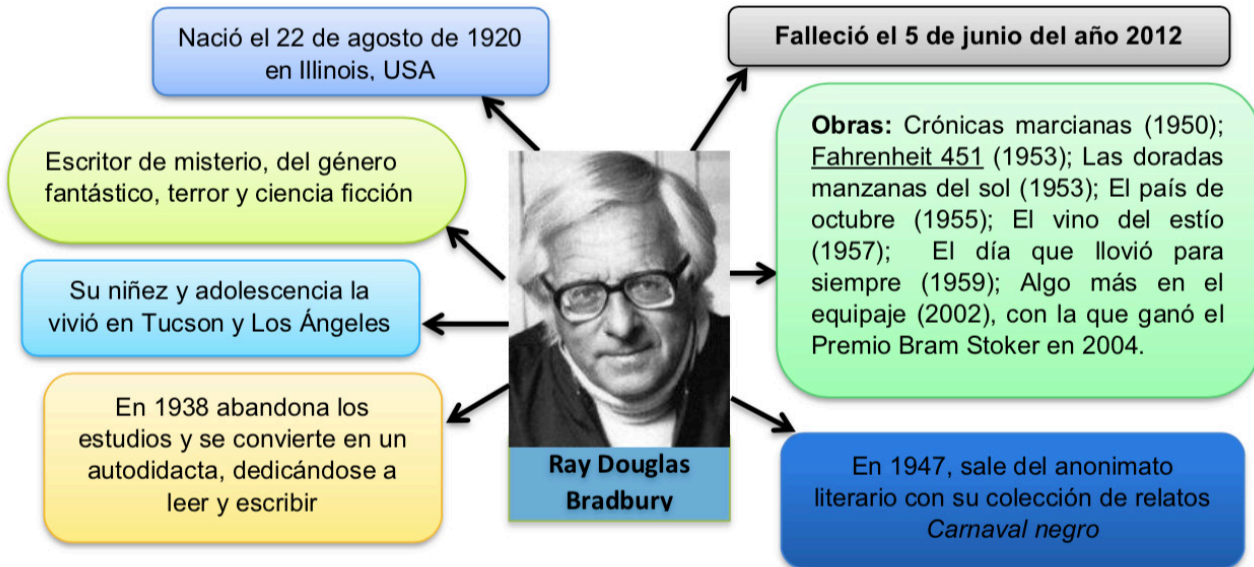 Nació el 22 de agosto de 1920
en Illinois, USA
Falleció el 5 de junio del año 2012
Escritor de misterio, del género
fantástico, terror y ciencia ficción
Su niñez y adolescencia la
vivió en Tucson y Los Ángeles
En 1938 abandona los
estudios y se convierte en un
autodidacta, dedicándose a
leer y escribir
Ray Douglas
Bradbury
Obras: Crónicas marcianas (1950);
Fahrenheit 451 (1953); Las doradas
manzanas del sol (1953); El país de
octubre (1955); El vino del estío
(1957); El día que llovió para
siempre (1959); Algo más en el
equipaje (2002), con la que ganó el
Premio Bram Stoker en 2004.
En 1947, sale del anonimato
literario con su colección de relatos
Carnaval negro